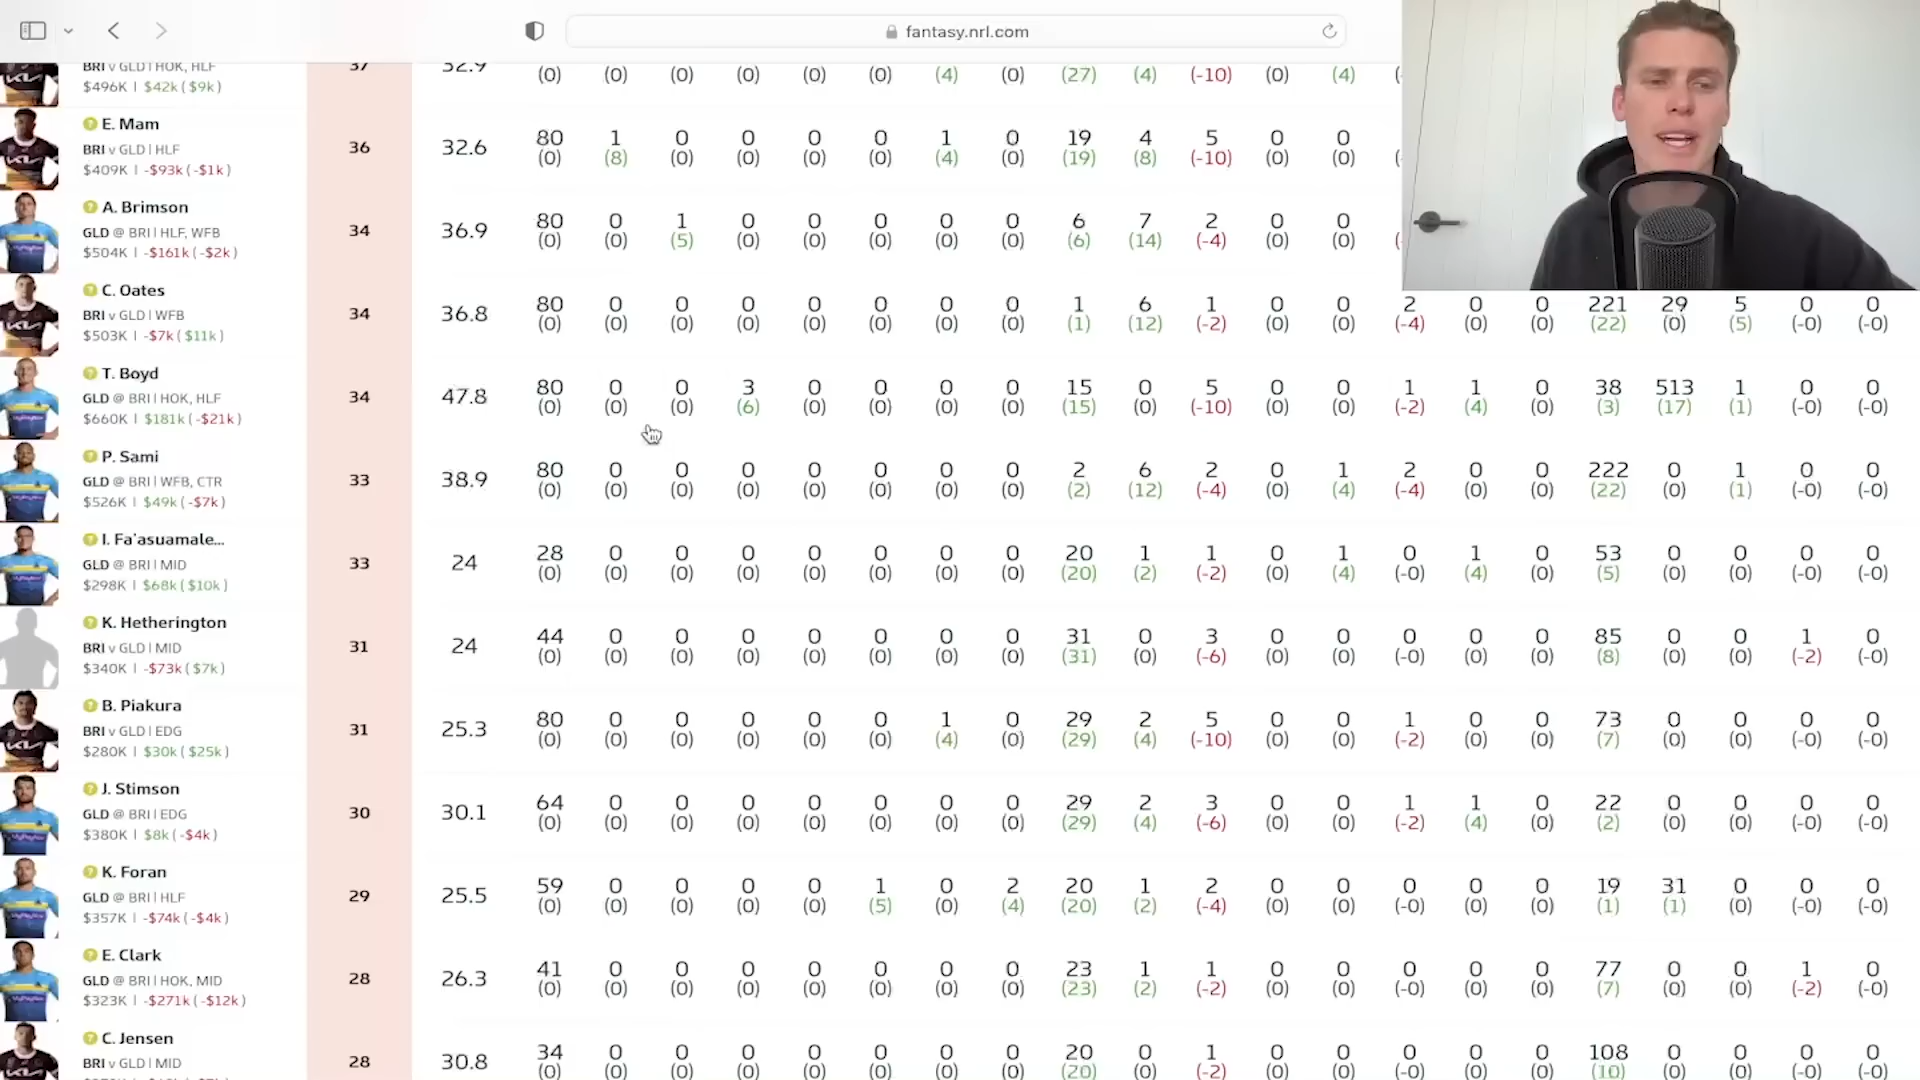 fantasy.nrl.com
BRI v GLD | HOK, HLF 37 32.9
$496K | $42k ( $9k ) (0) (0) (0) (0) (0) (0) (4) (0) (27) (4) (-10) (0) (4)
E. Mam
BRI v GLD | HLF 36 32.6 80 1 0 0 0 0 1 0 19 4 5 0 0
$409K | -$93k ( -$1k ) (0) (8) (0) (0) (0) (0) (4) (0) (19) (8) (-10) (0) (0)
A. Brimson
GLD @ BRI | HLF, WFB 34 36.9 80 0 1 0 0 0 0 0 6 7 2 0 0
$504K | -$161k ( -$2k ) (0) (0) (5) (0) (0) (0) (0) (0) (6) (14) (-4) (0) (0)
C. Oates
BRI v GLD | WFB 34 36.8 80 0 0 0 0 0 0 0 1 6 1 0 0 2 0 0 221 29 5 0 0
$503K | -$7k ( $11k ) (0) (0) (0) (0) (0) (0) (0) (0) (1) (12) (-2) (0) (0) (-4) (0) (0) (22) (0) (5) (-0) (-0)
T. Boyd
GLD @ BRI | HOK, HLF 34 47.8 80 0 0 3 0 0 0 0 15 0 5 0 0 1 1 0 38 513 1 0 0
$660K | $181k ( -$21k ) (0) (0) (0) (6) (0) (0) (0) (0) (15) (0) (-10) (0) (0) (-2) (4) (0) (3) (17) (1) (-0) (-0)
P. Sami
GLD @ BRI | WFB, CTR 33 38.9 80 0 0 0 0 0 0 0 2 6 2 0 1 2 0 0 222 0 1 0 0
$526K | $49k ( -$7k ) (0) (0) (0) (0) (0) (0) (0) (0) (2) (12) (-4) (0) (4) (-4) (0) (0) (22) (0) (1) (-0) (-0)
I. Fa'asuamale...
GLD @ BRI | MID 33 24 28 0 0 0 0 0 0 0 20 1 1 0 1 0 1 0 53 0 0 0 0
$298K | $68k ( $10k ) (0) (0) (0) (0) (0) (0) (0) (0) (20) (2) (-2) (0) (4) (-0) (4) (0) (5) (0) (0) (-0) (-0)
K. Hetherington
BRI v GLD | MID 31 24 44 0 0 0 0 0 0 0 31 0 3 0 0 0 0 0 85 0 0 1 0
$340K | -$73k ( $7k ) (0) (0) (0) (0) (0) (0) (0) (0) (31) (0) (-6) (0) (0) (-0) (0) (0) (8) (0) (0) (-2) (-0)
B. Piakura
BRI v GLD | EDG 31 25.3 80 0 0 0 0 0 1 0 29 2 5 0 0 1 0 0 73 0 0 0 0
$280K | $30k ( $25k ) (0) (0) (0) (0) (0) (0) (4) (0) (29) (4) (-10) (0) (0) (-2) (0) (0) (7) (0) (0) (-0) (-0)
J. Stimson
GLD @ BRI | EDG 30 30.1 64 0 0 0 0 0 0 0 29 2 3 0 0 1 1 0 22 0 0 0 0
$380K | $8k ( -$4k ) (0) (0) (0) (0) (0) (0) (0) (0) (29) (4) (-6) (0) (0) (-2) (4) (0) (2) (0) (0) (-0) (-0)
K. Foran
GLD @ BRI | HLF 29 25.5 59 0 0 0 0 1 0 2 20 1 2 0 0 0 0 0 19 31 0 0 0
$357K | -$74k ( -$4k ) (0) (0) (0) (0) (0) (5) (0) (4) (20) (2) (-4) (0) (0) (-0) (0) (0) (1) (1) (0) (-0) (-0)
E. Clark
GLD @ BRI | HOK, MID 28 26.3 41 0 0 0 0 0 0 0 23 1 1 0 0 0 0 0 77 0 0 1 0
$323K | -$271k ( -$12k ) (0) (0) (0) (0) (0) (0) (0) (0) (23) (2) (-2) (0) (0) (-0) (0) (0) (7) (0) (0) (-2) (-0)
C. Jensen
BRI v GLD | MID 28 30.8 34 0 0 0 0 0 0 0 20 0 1 0 0 0 0 0 108 0 0 0 0
(0) (0) (0) (0) (0) (0) (0) (0) (20) (0) (-2) (0) (0) (-0) (0) (0) (10) (0) (0) (-0) (-0)